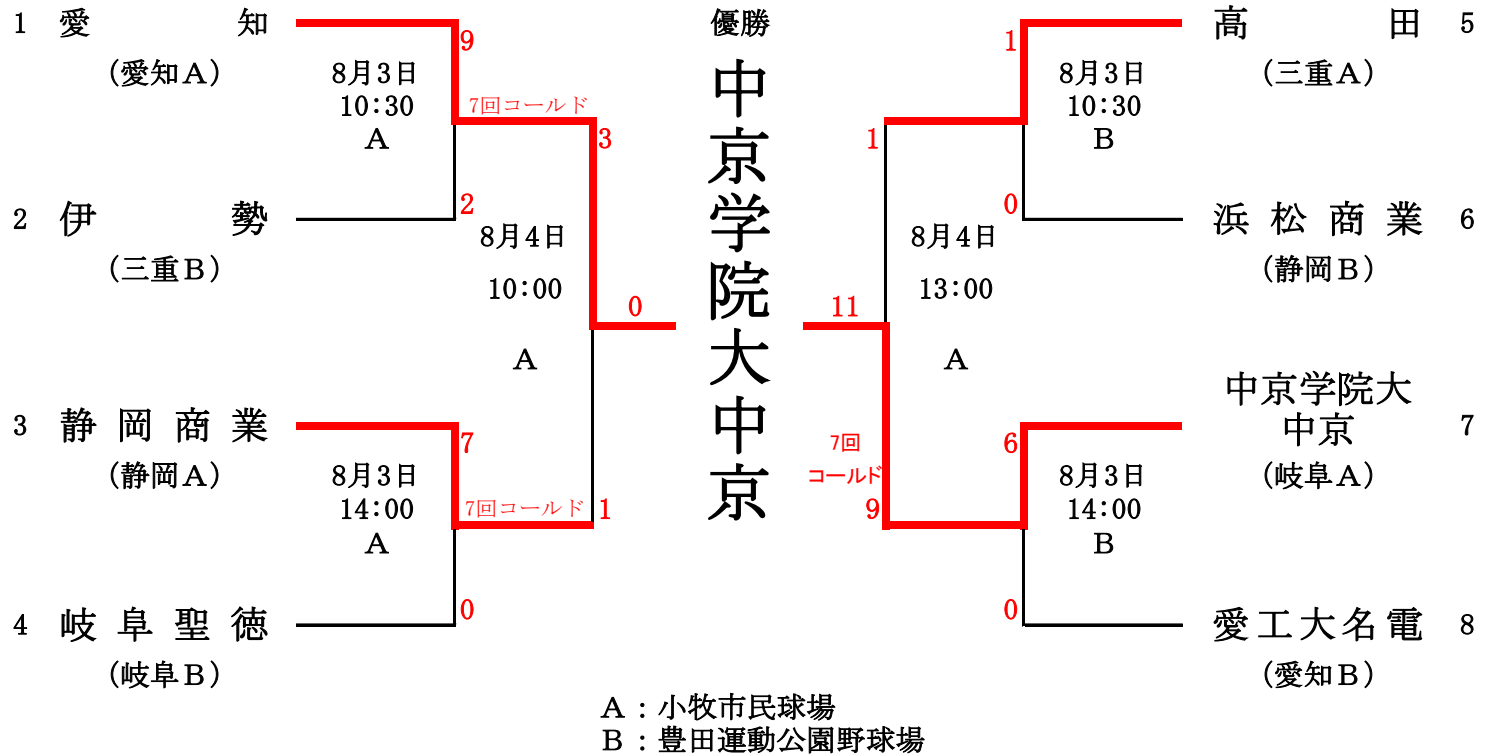 1 愛知
(愛知A)
9
8月3日
10:30
A
7回コールド
2 伊勢
(三重B)
2
3
8月4日
10:00
A
0
3 静岡商業
(静岡A)
7
8月3日
14:00
A
7回コールド
1
4 岐阜聖徳
(岐阜B)
0
優勝
中京学院大中京
高田 5
(三重A)
1
8月3日
10:30
B
1
0
浜松商業 6
(静岡B)
8月4日
13:00
A
11
7回
コールド
9
中京学院大
中京 7
(岐阜A)
6
8月3日
14:00
B
0
愛工大名電 8
(愛知B)
A：小牧市民球場
B：豊田運動公園野球場